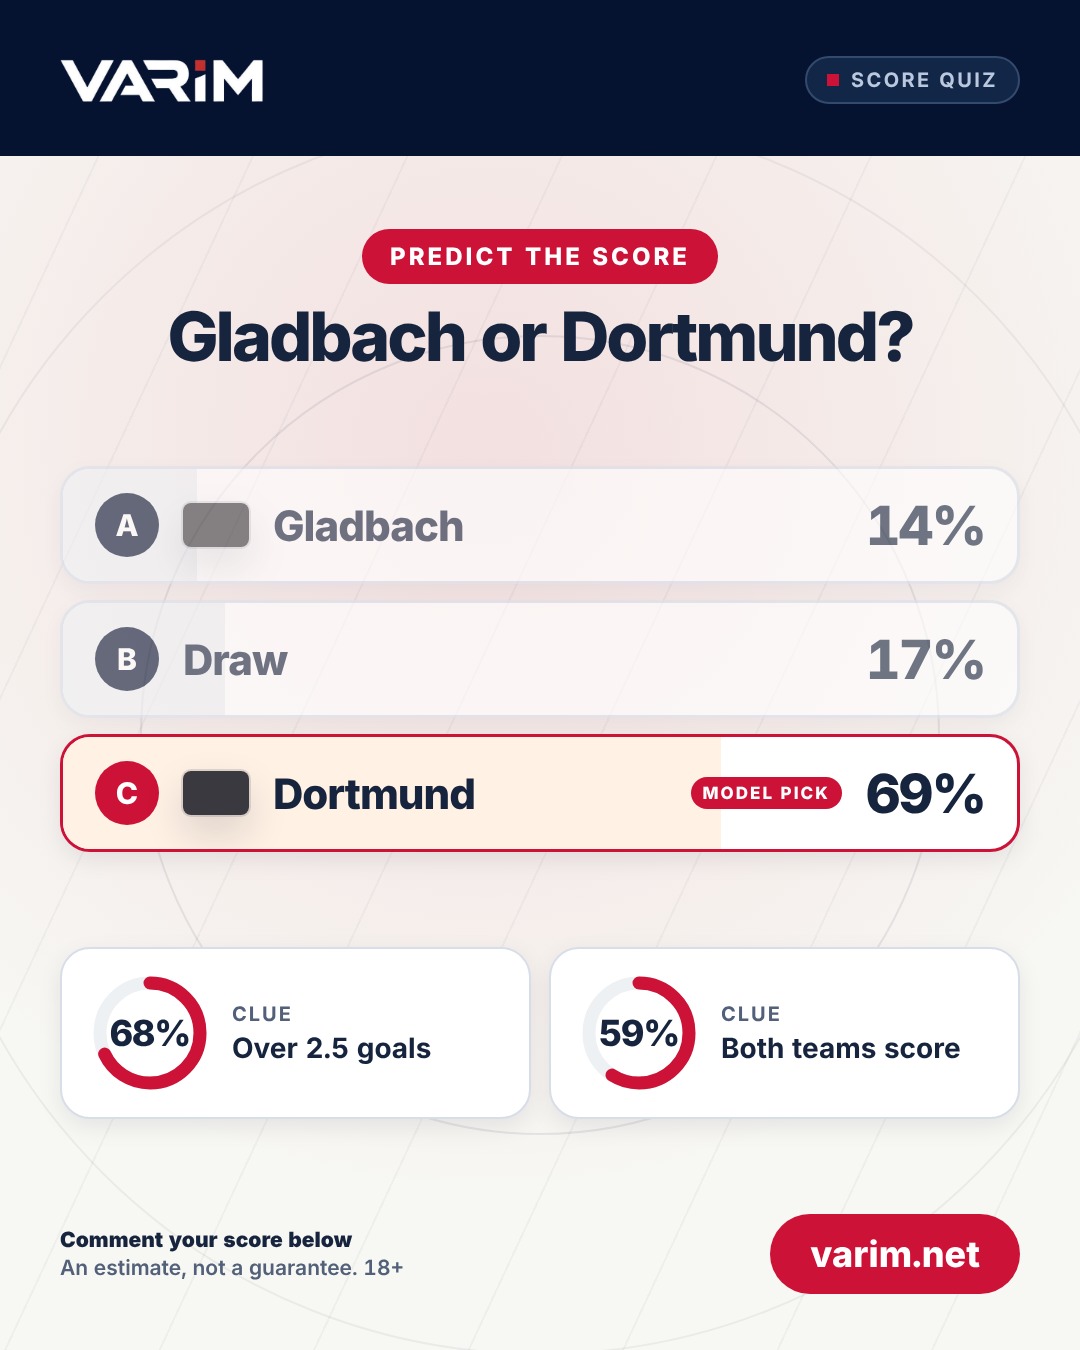 VARiM
SCORE QUIZ
PREDICT THE SCORE
Gladbach or Dortmund?
A Gladbach 14%
B Draw 17%
C Dortmund MODEL PICK 69%
68% CLUE
Over 2.5 goals
59% CLUE
Both teams score
Comment your score below
An estimate, not a guarantee. 18+
varim.net